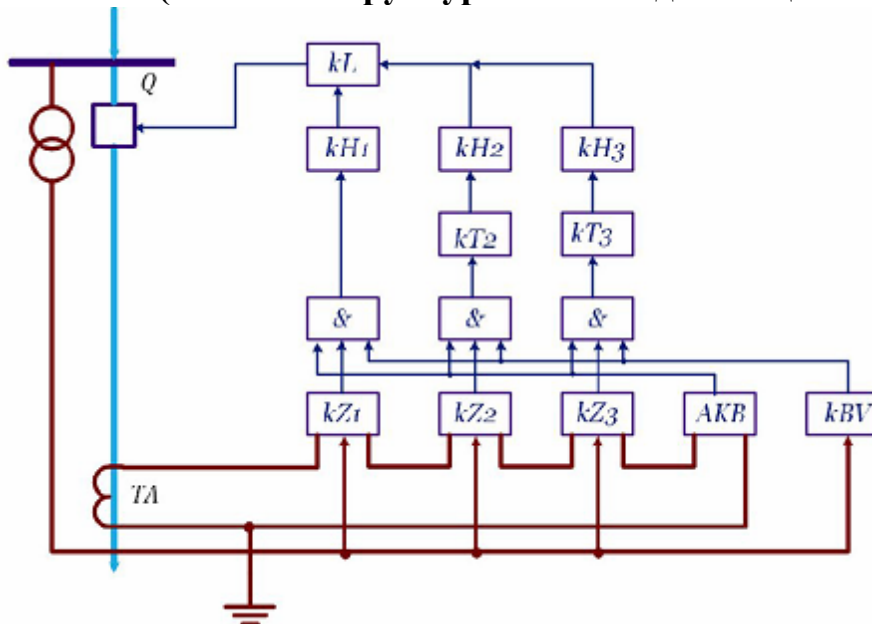 Q
kL
kH1 kH2 kH3
kT2 kT3
& & &
kZ1 kZ2 kZ3 AKB kBV
TA